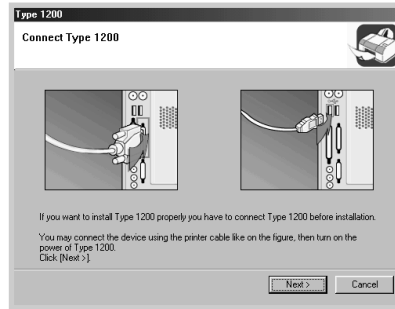 Type 1200
Connect Type 1200
If you want to install Type 1200 properly you have to connect Type 1200 before installation.
You may connect the device using the printer cable like on the figure, then turn on the
power of Type 1200.
Click [Next >].
Next >
Cancel